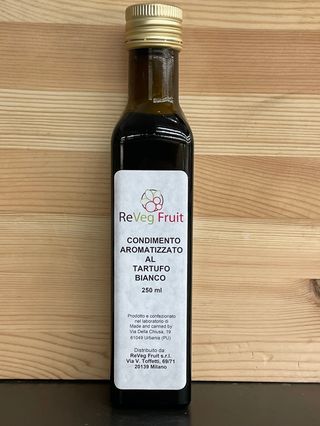 ReVeg Fruit
CONDIMENTO
AROMATIZZATO
AL
TARTUFO
BIANCO
250 ml
Prodotto e confezionato
nel laboratorio di
Made and canned by
Via Della Chiusa, 19
61049 Urbania (PU)
Distribuito da:
ReVeg Fruit s.r.l.
Via V. Toffetti, 69/71
20139 Milano